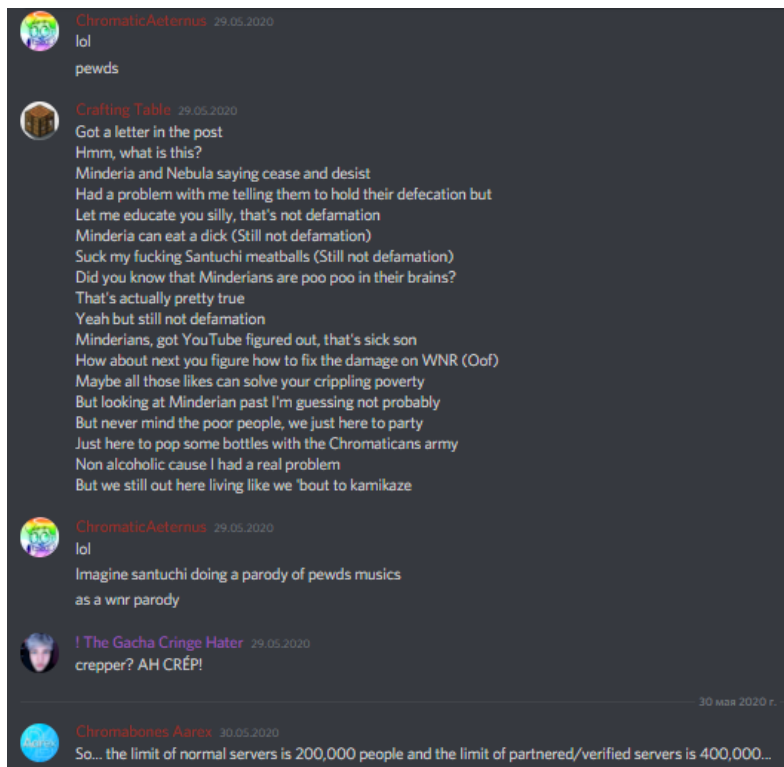 ChromaticAeternus 29.05.2020
lol
pewds
Crafting Table 29.05.2020
Got a letter in the post
Hmm, what is this?
Minderia and Nebula saying cease and desist
Had a problem with me telling them to hold their defecation but
Let me educate you silly, that's not defamation
Minderia can eat a dick (Still not defamation)
Suck my fucking Santuchi meatballs (Still not defamation)
Did you know that Minderians are poo poo in their brains?
That's actually pretty true
Yeah but still not defamation
Minderians, got YouTube figured out, that's sick son
How about next you figure how to fix the damage on WNR (Oof)
Maybe all those likes can solve your crippling poverty
But looking at Minderian past I'm guessing not probably
But never mind the poor people, we just here to party
Just here to pop some bottles with the Chromaticans army
Non alcoholic cause I had a real problem
But we still out here living like we 'bout to kamikaze
ChromaticAeternus 29.05.2020
lol
Imagine santuchi doing a parody of pewds musics
as a wnr parody
! The Gacha Cringe Hater 29.05.2020
crepper? AH CRÉP!
30 мая 2020 г.
Aarex
Chromabones Aarex 30.05.2020
So... the limit of normal servers is 200,000 people and the limit of partnered/verified servers is 400,000...